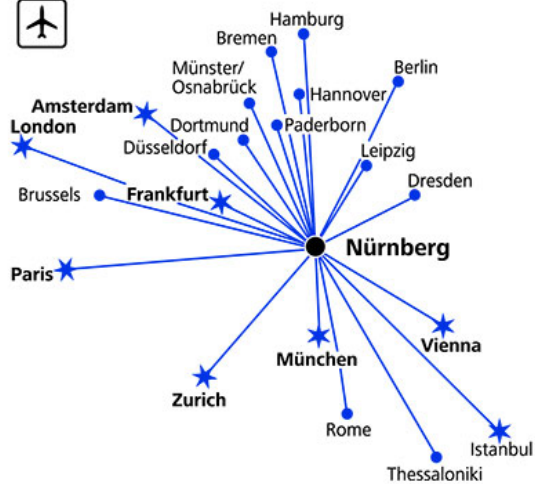 Hamburg
Bremen
Münster/
Osnabrück
Berlin
Hannover
Amsterdam
London
Dortmund
Paderborn
Düsseldorf
Leipzig
Brussels
Frankfurt
Dresden
Nürnberg
Paris
München
Vienna
Zurich
Rome
Istanbul
Thessaloniki